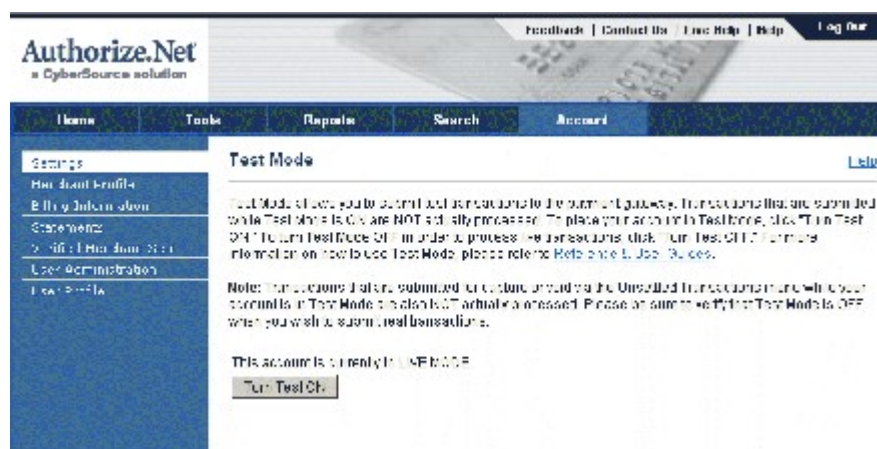 Feedback | Contact Us | Live Help | Help Log Out
Authorize.Net
a CyberSource solution
Home Tools Reports Search Account
Settings
Merchant Profile
Billing Information
Statements
Verified Merchant Seal
User Administration
User Profile
Test Mode
Help
Test Mode allows you to submit test transactions to the payment gateway. Transactions that are submitted
while Test Mode is ON are NOT actually processed. To place your account in Test Mode, click "Turn Test
ON." To turn Test Mode OFF in order to process live transactions, click "Turn Test OFF." For more
information on how to use Test Mode, please refer to Reference & User Guides.
Note: Transactions that are submitted for capture or void via the Unsettled Transactions menu while your
account is in Test Mode are also NOT actually processed. Please be sure to verify that Test Mode is OFF
when you wish to submit real transactions.
This account is currently in LIVE MODE
Turn Test ON